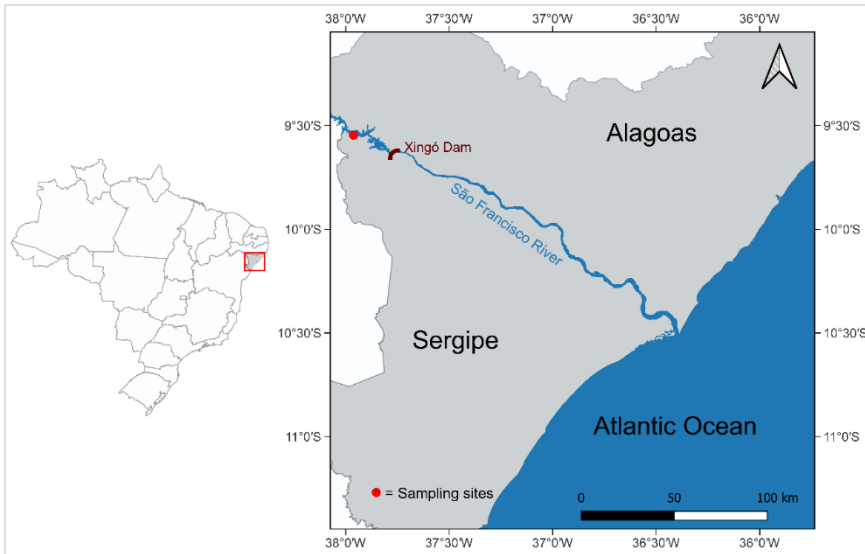 38°0'W 37°30'W 37°0'W 36°30'W 36°0'W
9°30'S 9°30'S
Alagoas
Xingó Dam
São Francisco River
10°0'S 10°0'S
10°30'S 10°30'S
Sergipe
Atlantic Ocean
11°0'S 11°0'S
= Sampling sites
0 50 100 km
38°0'W 37°30'W 37°0'W 36°30'W 36°0'W